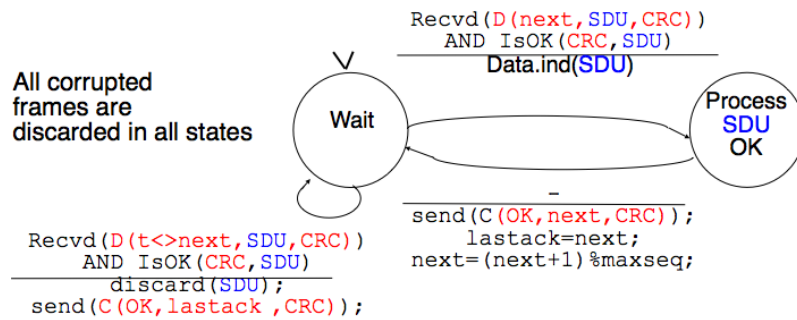 Recvd(D(next,SDU,CRC))
AND IsOK(CRC,SDU)
Data.ind(SDU)
All corrupted
frames are
discarded in all states
Wait
Process
SDU
OK
–
send(C(OK,next,CRC));
lastack=next;
next=(next+1)%maxseq;
Recvd(D(t<>next,SDU,CRC))
AND IsOK(CRC,SDU)
discard(SDU);
send(C(OK,lastack ,CRC));